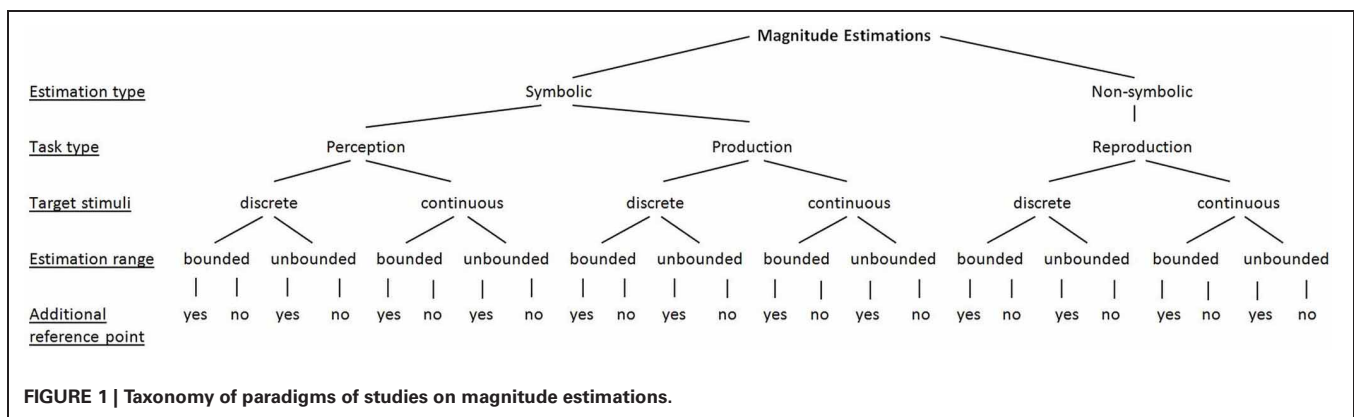 Magnitude Estimations
Estimation type Symbolic Non-symbolic
Task type Perception Production Reproduction
Target stimuli discrete continuous discrete continuous discrete continuous
Estimation range bounded unbounded bounded unbounded bounded unbounded bounded unbounded bounded unbounded bounded unbounded
Additional yes no yes no yes no yes no yes no yes no yes no yes no yes no yes no yes no yes no
reference point
FIGURE 1 | Taxonomy of paradigms of studies on magnitude estimations.